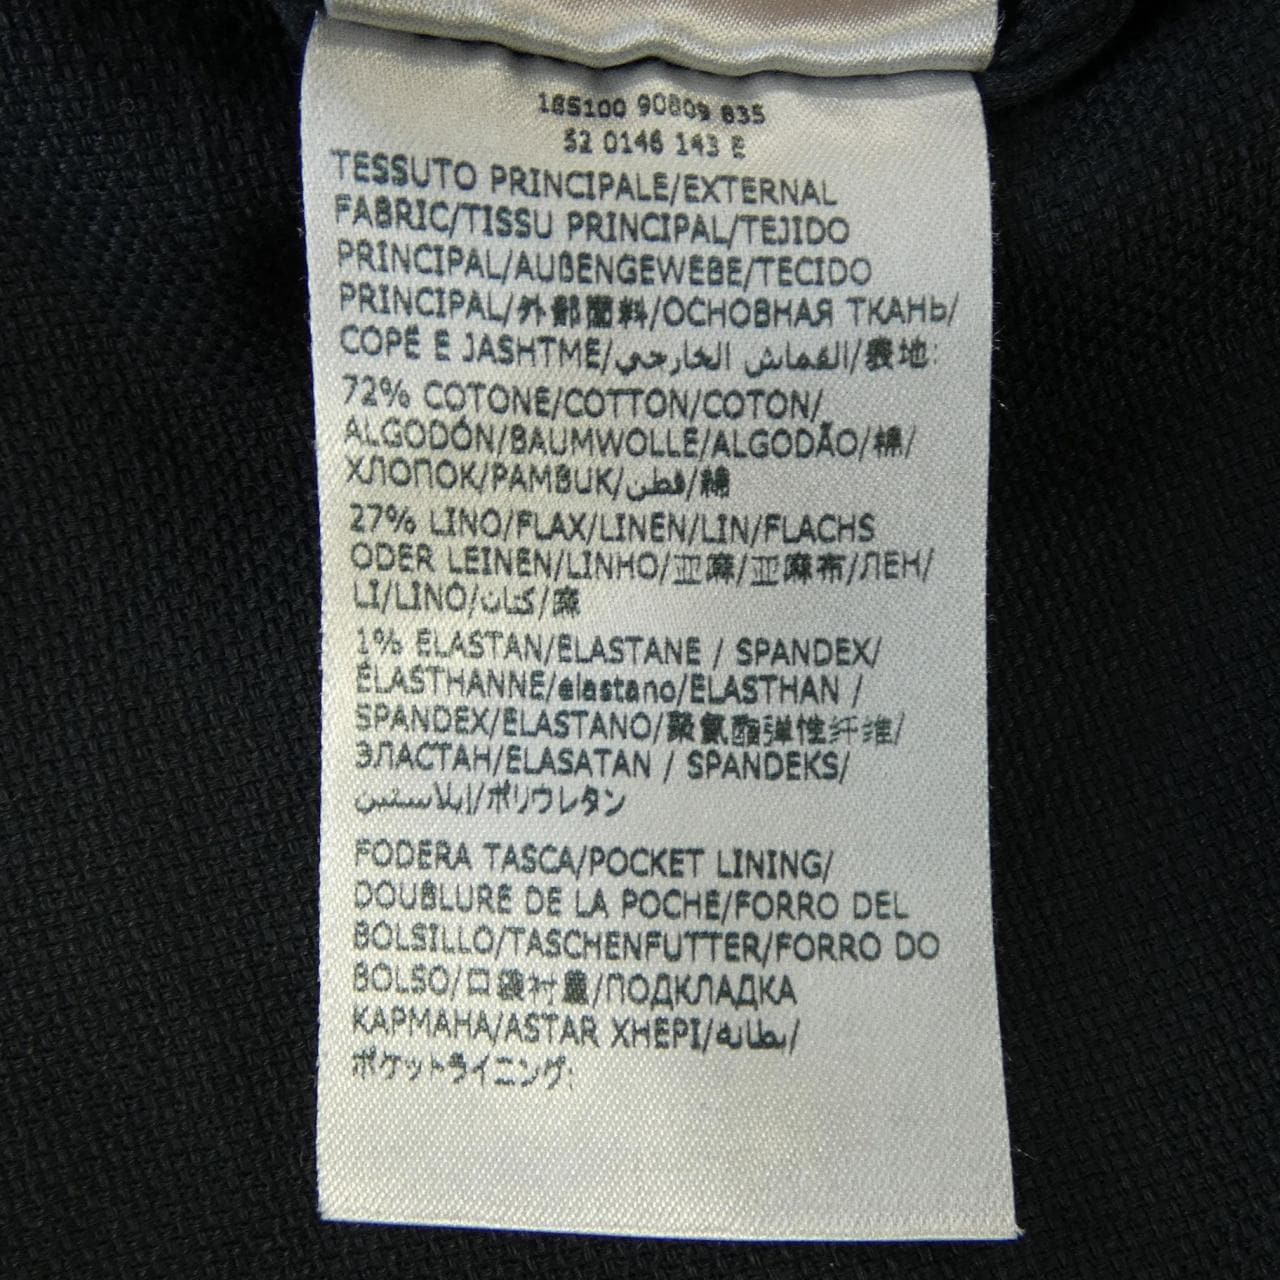 185100 90809 835
52 0146 143 E
TESSUTO PRINCIPALE/EXTERNAL
FABRIC/TISSU PRINCIPAL/TEJIDO
PRINCIPAL/AUßENGEWEBE/TECIDO
PRINCIPAL/外部面料/ОСНОВНАЯ ТКАНЬ/
COPË E JASHTME/القماش الخارجي/表地:
72% COTONE/COTTON/COTON/
ALGODÓN/BAUMWOLLE/ALGODÃO/棉/
ХЛОПОК/PAMBUK/قطن/綿
27% LINO/FLAX/LINEN/LIN/FLACHS
ODER LEINEN/LINHO/亚麻/亚麻布/ЛЕН/
LI/LINO/كتان/麻
1% ELASTAN/ELASTANE / SPANDEX/
ÉLASTHANNE/elastano/ELASTHAN /
SPANDEX/ELASTANO/聚氨酯弹性纤维/
ЭЛАСТАН/ELASATAN / SPANDEKS/
إيلاستين/ポリウレタン
FODERA TASCA/POCKET LINING/
DOUBLURE DE LA POCHE/FORRO DEL
BOLSILLO/TASCHENFUTTER/FORRO DO
BOLSO/口袋衬里/ПОДКЛАДКА
КАРМАНА/ASTAR XHEPI/بطانة/
ポケットライニング: